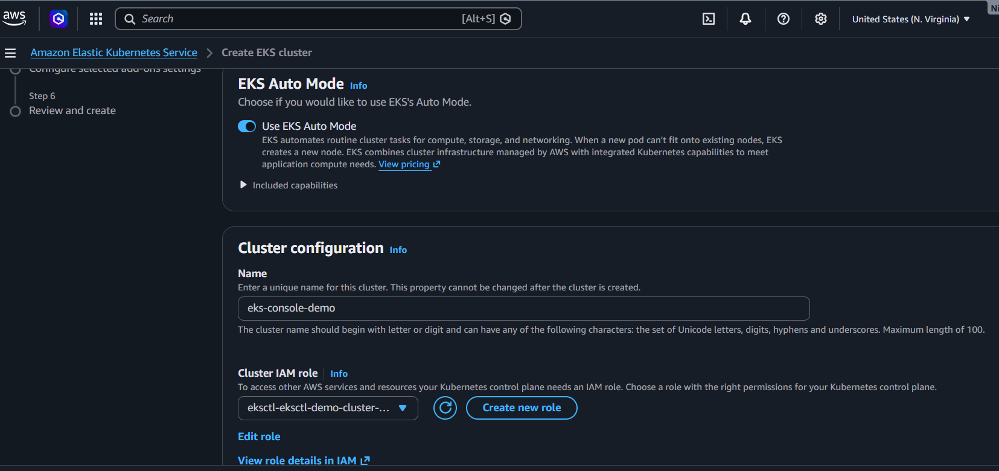 aws
Search
[Alt+S]
United States (N. Virginia)
Amazon Elastic Kubernetes Service
Create EKS cluster
Configure selected add-ons settings
Step 6
Review and create
EKS Auto Mode Info
Choose if you would like to use EKS's Auto Mode.
Use EKS Auto Mode
EKS automates routine cluster tasks for compute, storage, and networking. When a new pod can't fit onto existing nodes, EKS
creates a new node. EKS combines cluster infrastructure managed by AWS with integrated Kubernetes capabilities to meet
application compute needs. View pricing
Included capabilities
Cluster configuration Info
Name
Enter a unique name for this cluster. This property cannot be changed after the cluster is created.
eks-console-demo
The cluster name should begin with letter or digit and can have any of the following characters: the set of Unicode letters, digits, hyphens and underscores. Maximum length of 100.
Cluster IAM role Info
To access other AWS services and resources your Kubernetes control plane needs an IAM role. Choose a role with the right permissions for your Kubernetes control plane.
eksctl-eksctl-demo-cluster-...
Create new role
Edit role
View role details in IAM